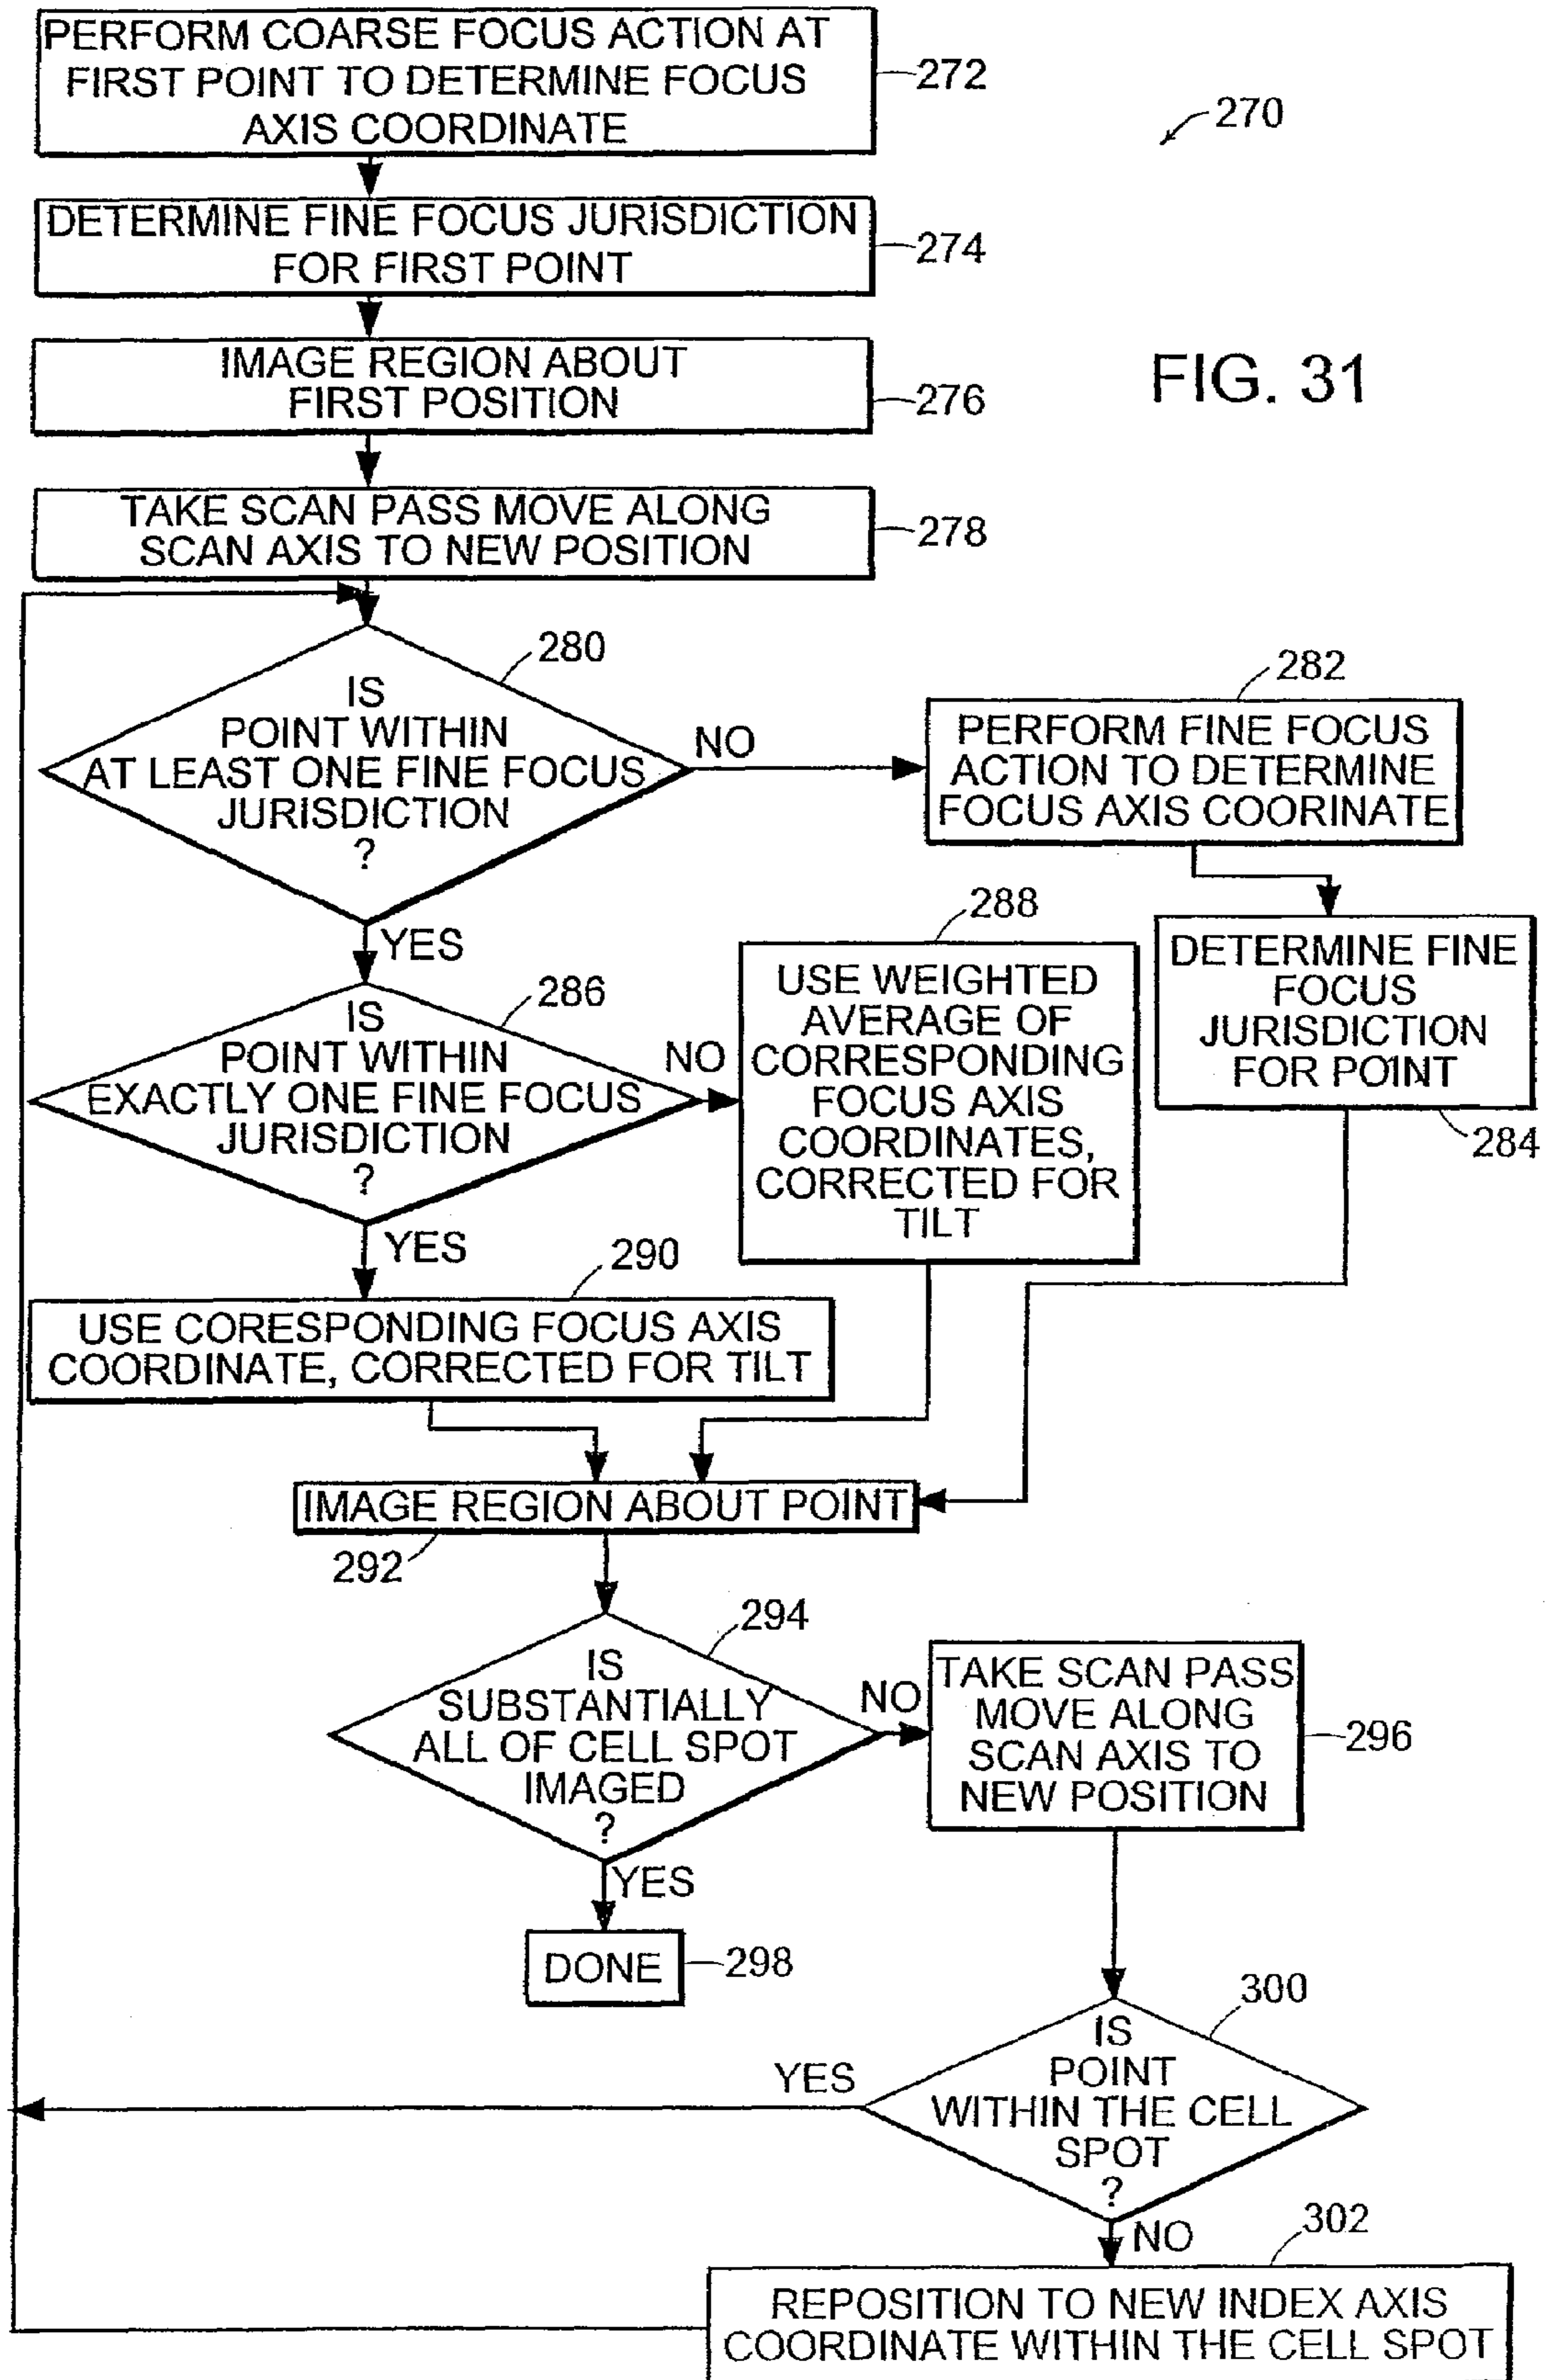 PERFORM COARSE FOCUS ACTION AT
FIRST POINT TO DETERMINE FOCUS
AXIS COORDINATE
272
270
DETERMINE FINE FOCUS JURISDICTION
FOR FIRST POINT
274
IMAGE REGION ABOUT
FIRST POSITION
276
FIG. 31
TAKE SCAN PASS MOVE ALONG
SCAN AXIS TO NEW POSITION
278
280
IS
POINT WITHIN
AT LEAST ONE FINE FOCUS
JURISDICTION
?
NO
YES
282
PERFORM FINE FOCUS
ACTION TO DETERMINE
FOCUS AXIS COORINATE
DETERMINE FINE
FOCUS
JURISDICTION
FOR POINT
284
286
IS
POINT WITHIN
EXACTLY ONE FINE FOCUS
JURISDICTION
?
NO
YES
288
USE WEIGHTED
AVERAGE OF
CORRESPONDING
FOCUS AXIS
COORDINATES,
CORRECTED FOR
TILT
290
USE CORESPONDING FOCUS AXIS
COORDINATE, CORRECTED FOR TILT
IMAGE REGION ABOUT POINT
292
294
IS
SUBSTANTIALLY
ALL OF CELL SPOT
IMAGED
?
NO
YES
TAKE SCAN PASS
MOVE ALONG
SCAN AXIS TO
NEW POSITION
296
DONE
298
300
IS
POINT
WITHIN THE CELL
SPOT
?
YES
NO
302
REPOSITION TO NEW INDEX AXIS
COORDINATE WITHIN THE CELL SPOT